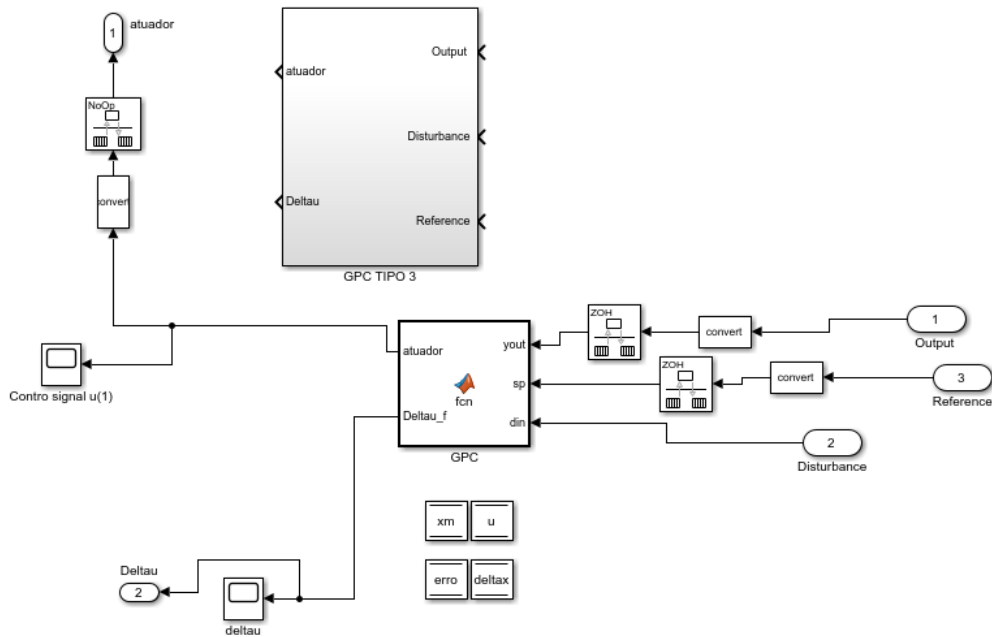 1
atuador
NoOp
convert
Contro signal u(1)
atuador
Deltau
Output
Disturbance
Reference
GPC TIPO 3
atuador
Deltau_f
fcn
yout
sp
din
GPC
ZOH
convert
1
Output
ZOH
convert
3
Reference
2
Disturbance
xm
u
erro
deltax
Deltau
2
deltau